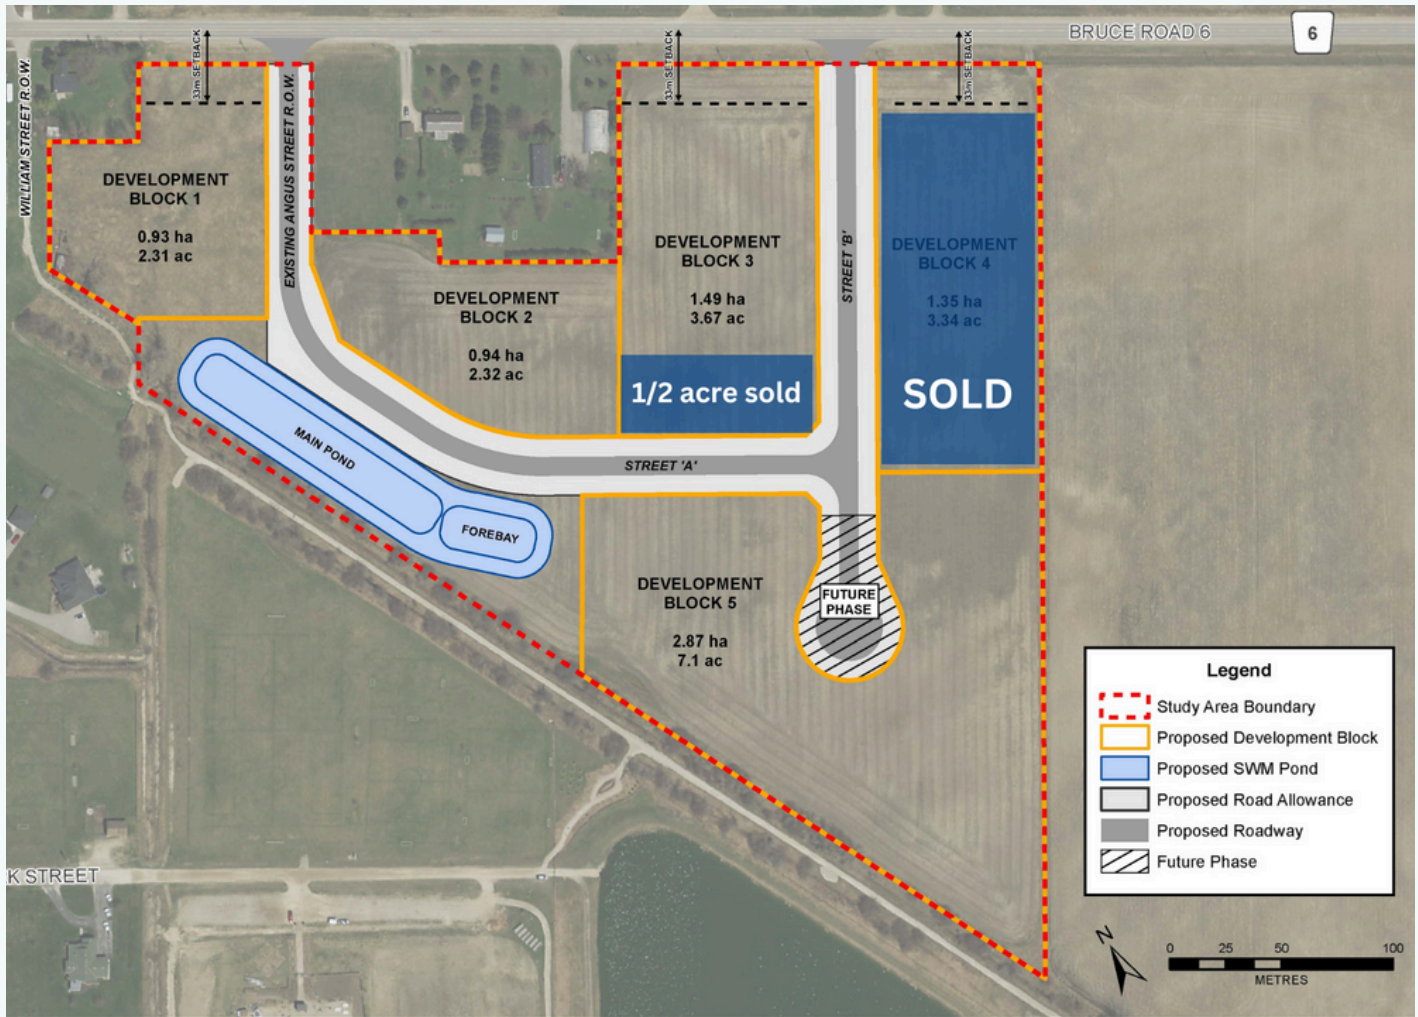 BRUCE ROAD 6
6
33m SETBACK
33m SETBACK
33m SETBACK
WILLIAM STREET R.O.W.
EXISTING ANGUS STREET R.O.W.
STREET 'B'
DEVELOPMENT
BLOCK 1
0.93 ha
2.31 ac
DEVELOPMENT
BLOCK 2
0.94 ha
2.32 ac
DEVELOPMENT
BLOCK 3
1.49 ha
3.67 ac
1/2 acre sold
DEVELOPMENT
BLOCK 4
1.35 ha
3.34 ac
SOLD
MAIN POND
FOREBAY
STREET 'A'
DEVELOPMENT
BLOCK 5
2.87 ha
7.1 ac
FUTURE
PHASE
K STREET
Legend
Study Area Boundary
Proposed Development Block
Proposed SWM Pond
Proposed Road Allowance
Proposed Roadway
Future Phase
N
0 25 50 100
METRES